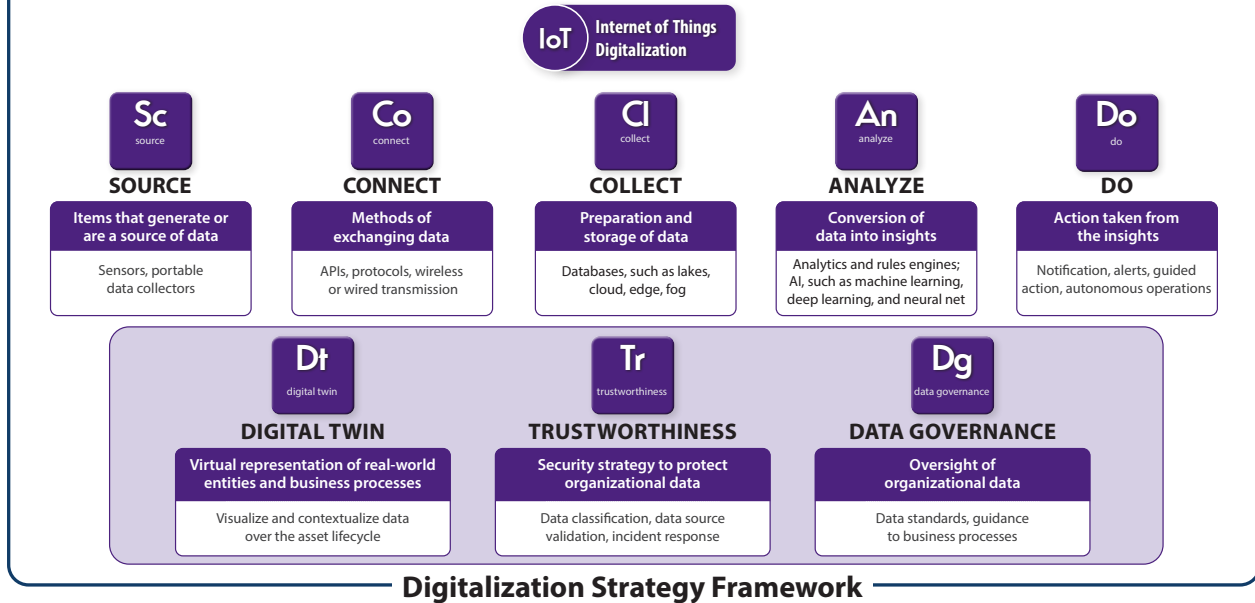 IoT
Internet of Things
Digitalization
Sc
source
SOURCE
Items that generate or
are a source of data
Sensors, portable
data collectors
Co
connect
CONNECT
Methods of
exchanging data
APIs, protocols, wireless
or wired transmission
Cl
collect
COLLECT
Preparation and
storage of data
Databases, such as lakes,
cloud, edge, fog
An
analyze
ANALYZE
Conversion of
data into insights
Analytics and rules engines;
AI, such as machine learning,
deep learning, and neural net
Do
do
DO
Action taken from
the insights
Notification, alerts, guided
action, autonomous operations
Dt
digital twin
DIGITAL TWIN
Virtual representation of real-world
entities and business processes
Visualize and contextualize data
over the asset lifecycle
Tr
trustworthiness
TRUSTWORTHINESS
Security strategy to protect
organizational data
Data classification, data source
validation, incident response
Dg
data governance
DATA GOVERNANCE
Oversight of
organizational data
Data standards, guidance
to business processes
Digitalization Strategy Framework